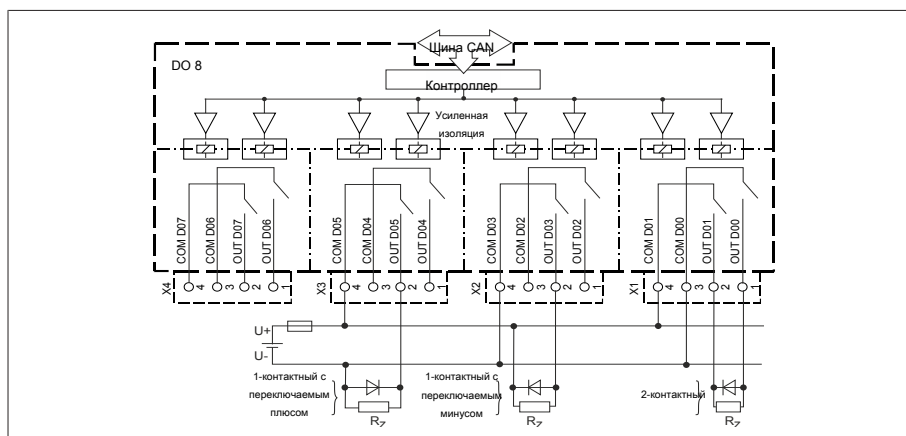 Шина CAN
DO 8
Контроллер
Усиленная
изоляция
COM D07
COM D06
OUT D07
OUT D06
COM D05
COM D04
OUT D05
OUT D04
COM D03
COM D02
OUT D03
OUT D02
COM D01
COM D00
OUT D01
OUT D00
X4
4
3
2
1
X3
4
3
2
1
X2
4
3
2
1
X1
4
3
2
1
U+
U-
1-контактный с
переключаемым
плюсом
RZ
1-контактный с
переключаемым
минусом
RZ
2-контактный
RZ